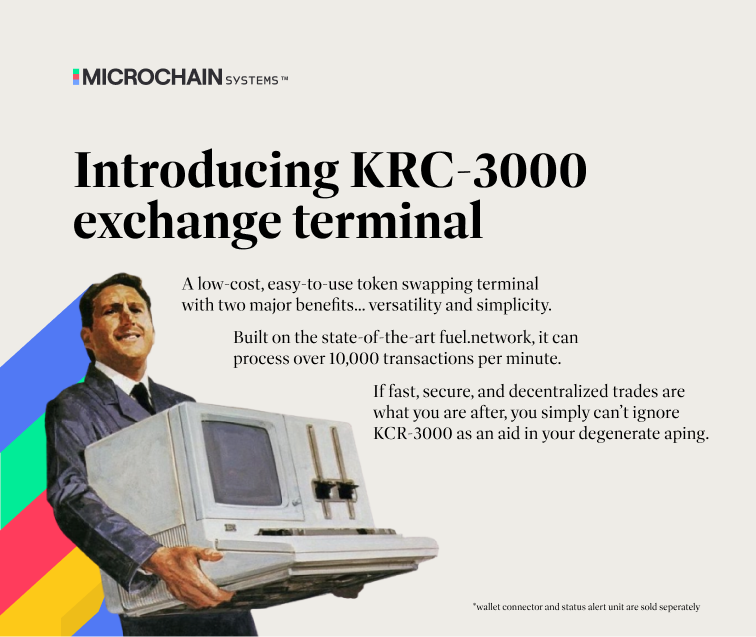 MICROCHAIN SYSTEMS™
Introducing KRC-3000
exchange terminal
A low-cost, easy-to-use token swapping terminal
with two major benefits... versatility and simplicity.
Built on the state-of-the-art fuel.network, it can
process over 10,000 transactions per minute.
If fast, secure, and decentralized trades are
what you are after, you simply can't ignore
KCR-3000 as an aid in your degenerate aping.
*wallet connector and status alert unit are sold seperately